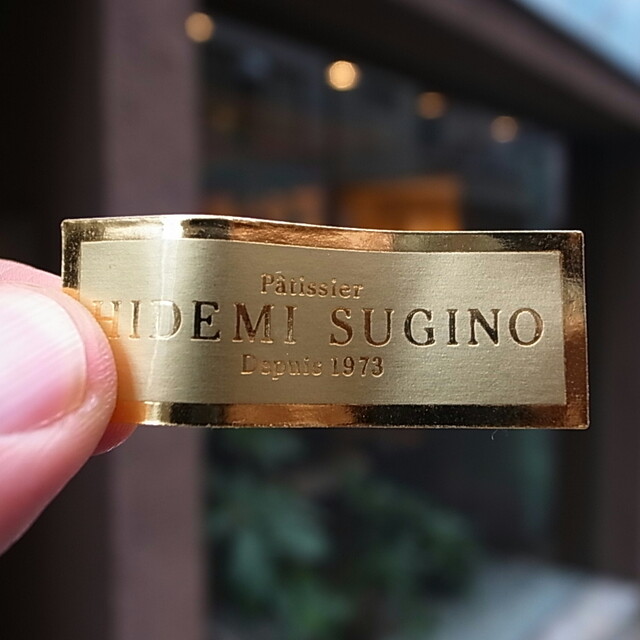 Pâtissier
HIDEMI SUGINO
Depuis 1973